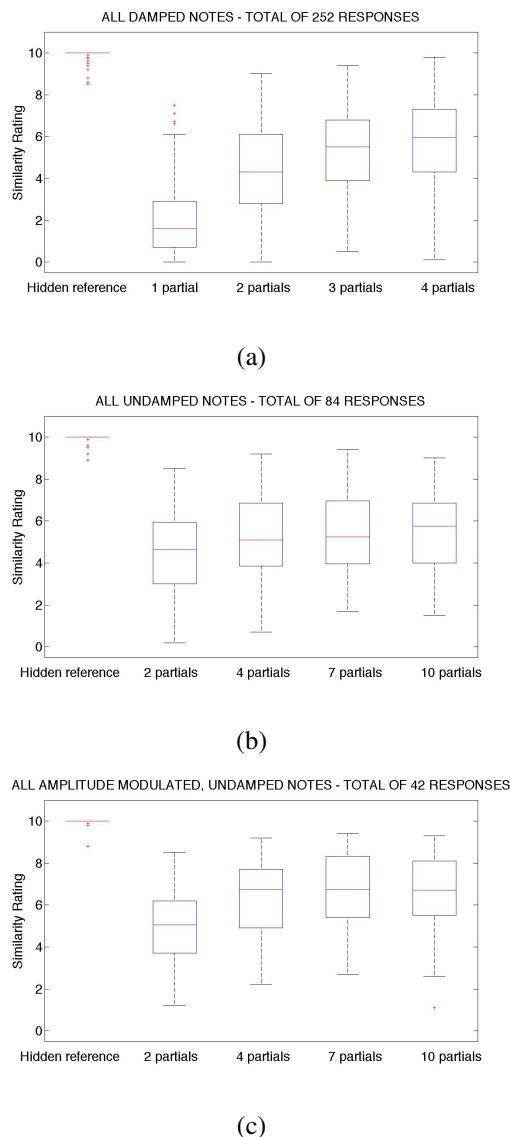 ALL DAMPED NOTES - TOTAL OF 252 RESPONSES
10
8
6
4
2
0
Similarity Rating
Hidden reference 1 partial 2 partials 3 partials 4 partials
(a)
ALL UNDAMPED NOTES - TOTAL OF 84 RESPONSES
10
8
6
4
2
0
Similarity Rating
Hidden reference 2 partials 4 partials 7 partials 10 partials
(b)
ALL AMPLITUDE MODULATED, UNDAMPED NOTES - TOTAL OF 42 RESPONSES
10
8
6
4
2
0
Similarity Rating
Hidden reference 2 partials 4 partials 7 partials 10 partials
(c)